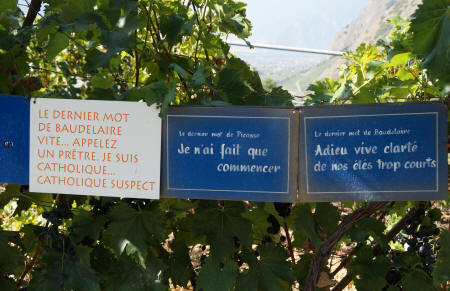 LE DERNIER MOT
DE BAUDELAIRE
VITE... APPELEZ
UN PRÊTRE. JE SUIS
CATHOLIQUE...
CATHOLIQUE SUSPECT
Le dernier mot de Picasso
Je n'ai fait que
commencer
Le dernier mot de Baudelaire
Adieu vive clarté
de nos étés trop courts